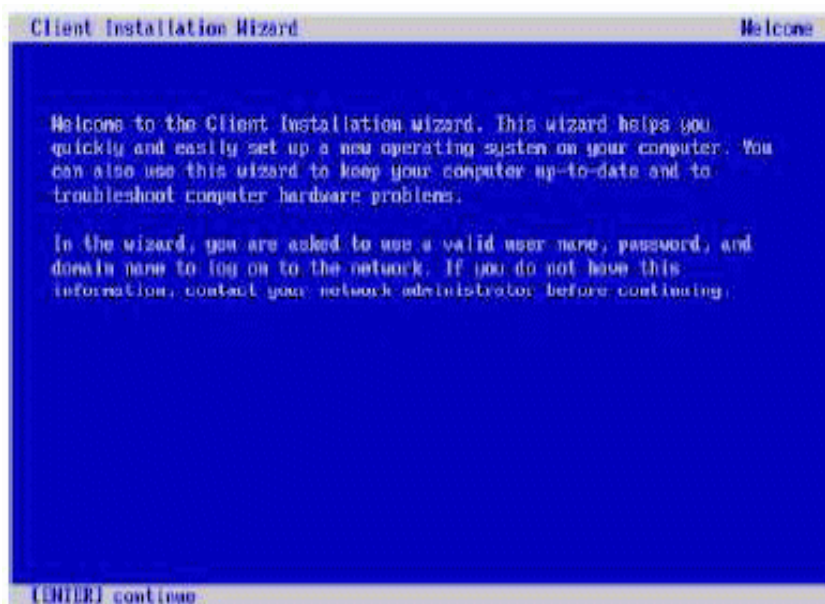 Client Installation Wizard Welcome
Welcome to the Client Installation wizard. This wizard helps you
quickly and easily set up a new operating system on your computer. You
can also use this wizard to keep your computer up-to-date and to
troubleshoot computer hardware problems.
In the wizard, you are asked to use a valid user name, password, and
domain name to log on to the network. If you do not have this
information, contact your network administrator before continuing.
[ENTER] continue